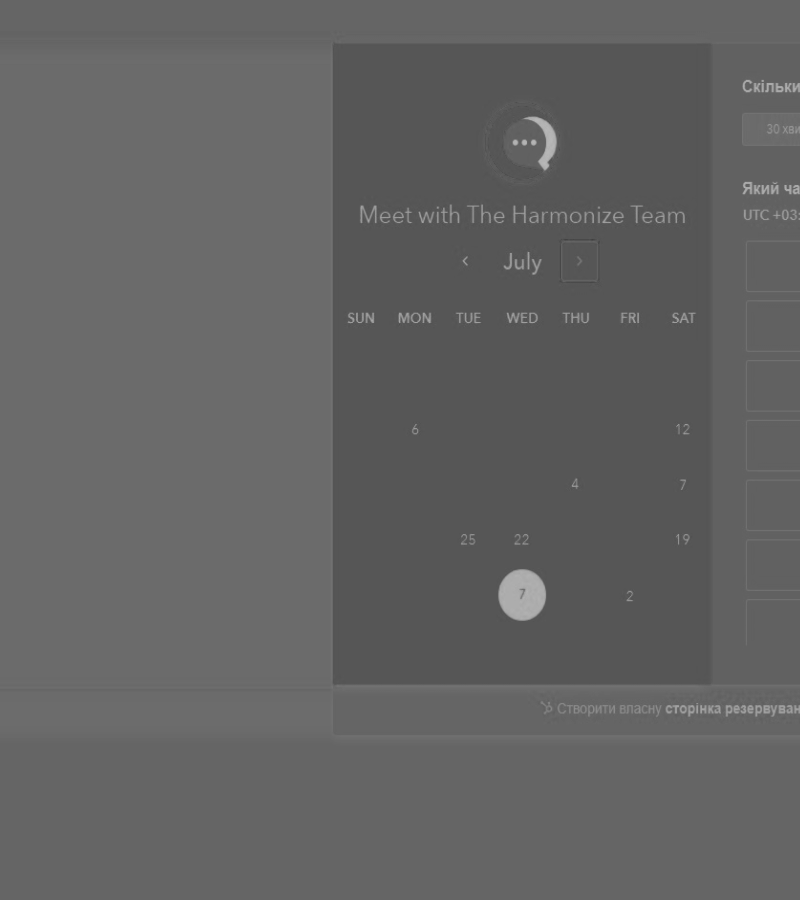 Скільки
30 хви
Meet with The Harmonize Team
Який ча
UTC +03:
July
SUN MON TUE WED THU FRI SAT
6 12
4 7
25 22 19
7 2
Створити власну сторінка резервуван